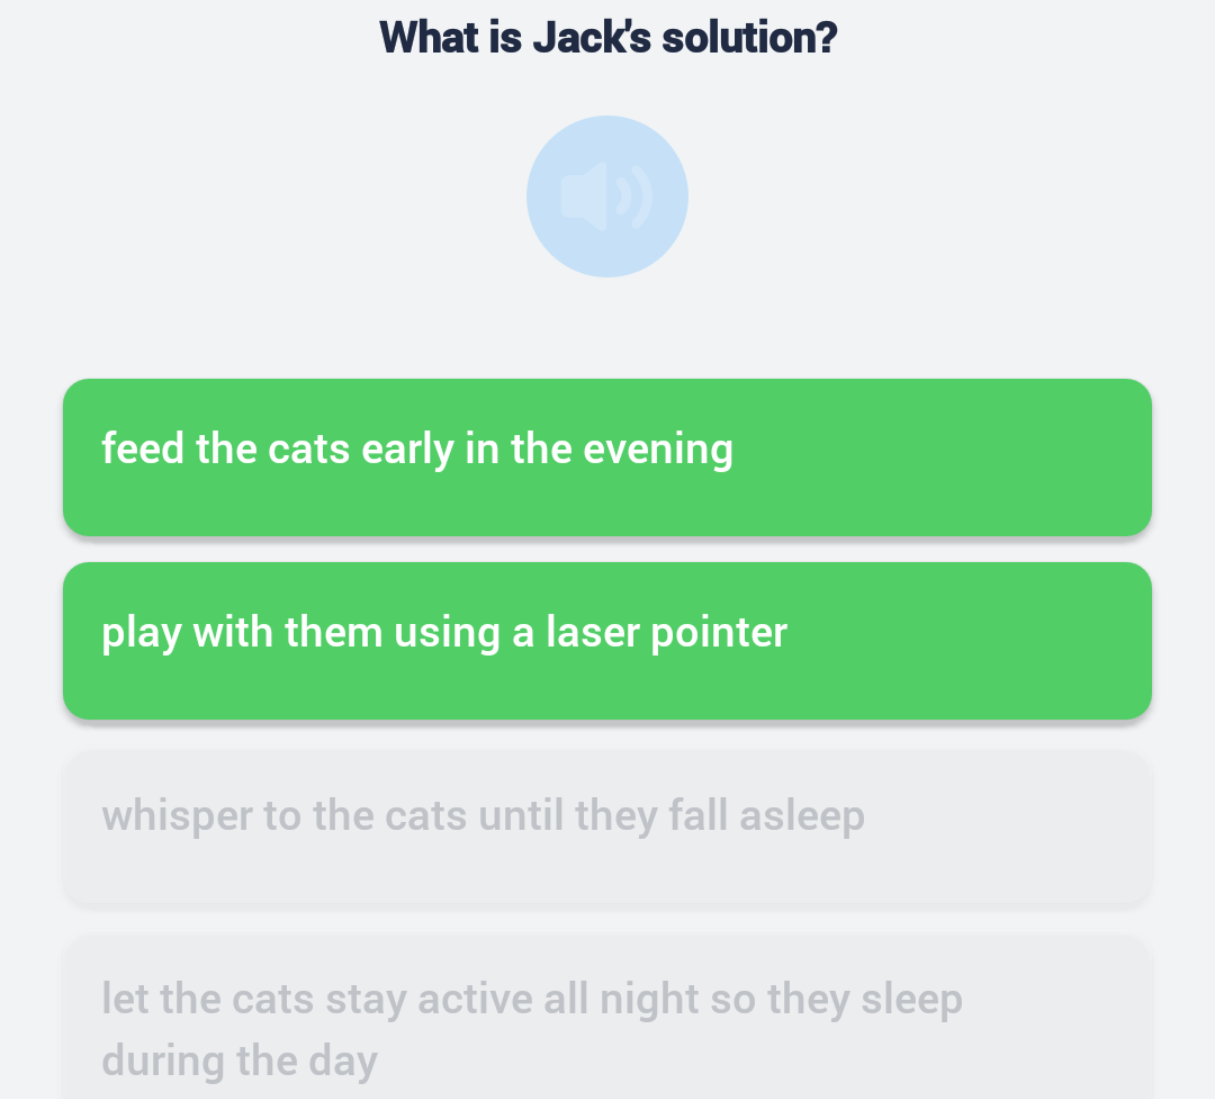 What is Jack's solution?
feed the cats early in the evening
play with them using a laser pointer
whisper to the cats until they fall asleep
let the cats stay active all night so they sleep
during the day